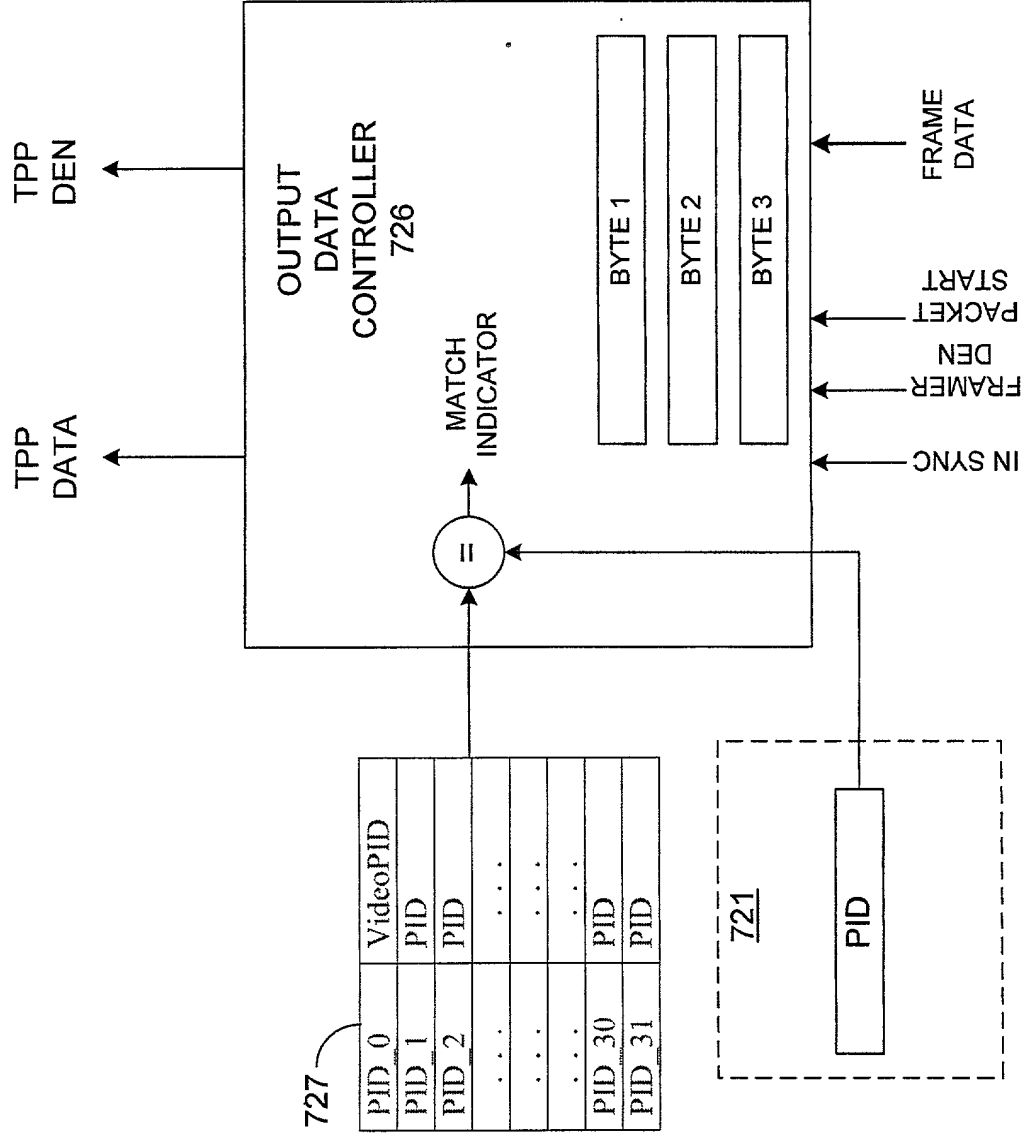 TPP
DATA
TPP
DEN
OUTPUT
DATA
CONTROLLER
726
MATCH
INDICATOR
=
BYTE 1
BYTE 2
BYTE 3
727
PID_0 VideoPID
PID_1 PID
PID_2 PID
. . . . . .
. . . . . .
. . . . . .
PID_30 PID
PID_31 PID
721
PID
IN SYNC
FRAMER
DEN
PACKET
START
FRAME
DATA